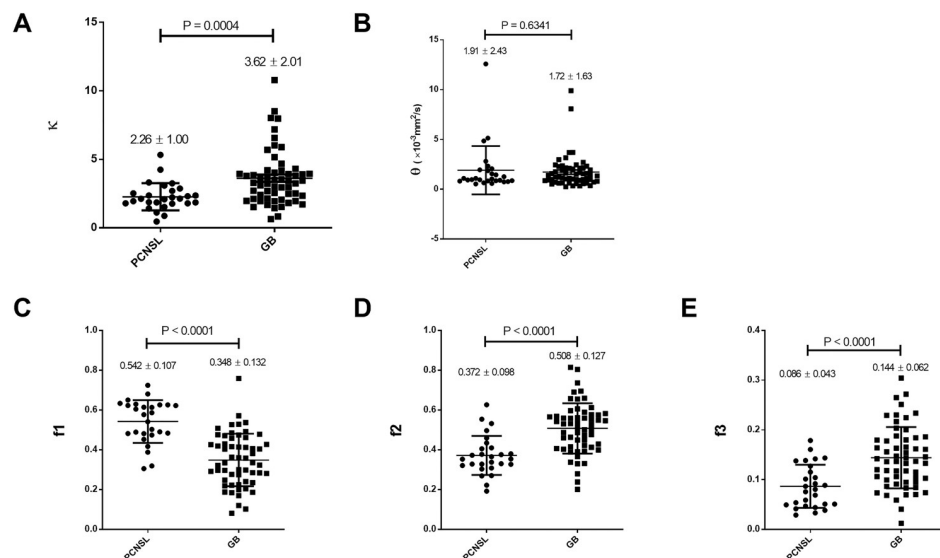 A
P = 0.0004
15
10
5
0
κ
2.26 ± 1.00
3.62 ± 2.01
PCNSL
GB
B
P = 0.6341
15
10
5
0
-5
θ ( ×10-³mm²/s)
1.91 ± 2.43
1.72 ± 1.63
PCNSL
GB
C
P < 0.0001
1.0
0.8
0.6
0.4
0.2
0.0
f1
0.542 ± 0.107
0.348 ± 0.132
PCNSL
GB
D
P < 0.0001
1.0
0.8
0.6
0.4
0.2
0.0
f2
0.372 ± 0.098
0.508 ± 0.127
PCNSL
GB
E
P < 0.0001
0.4
0.3
0.2
0.1
0.0
f3
0.086 ± 0.043
0.144 ± 0.062
PCNSL
GB